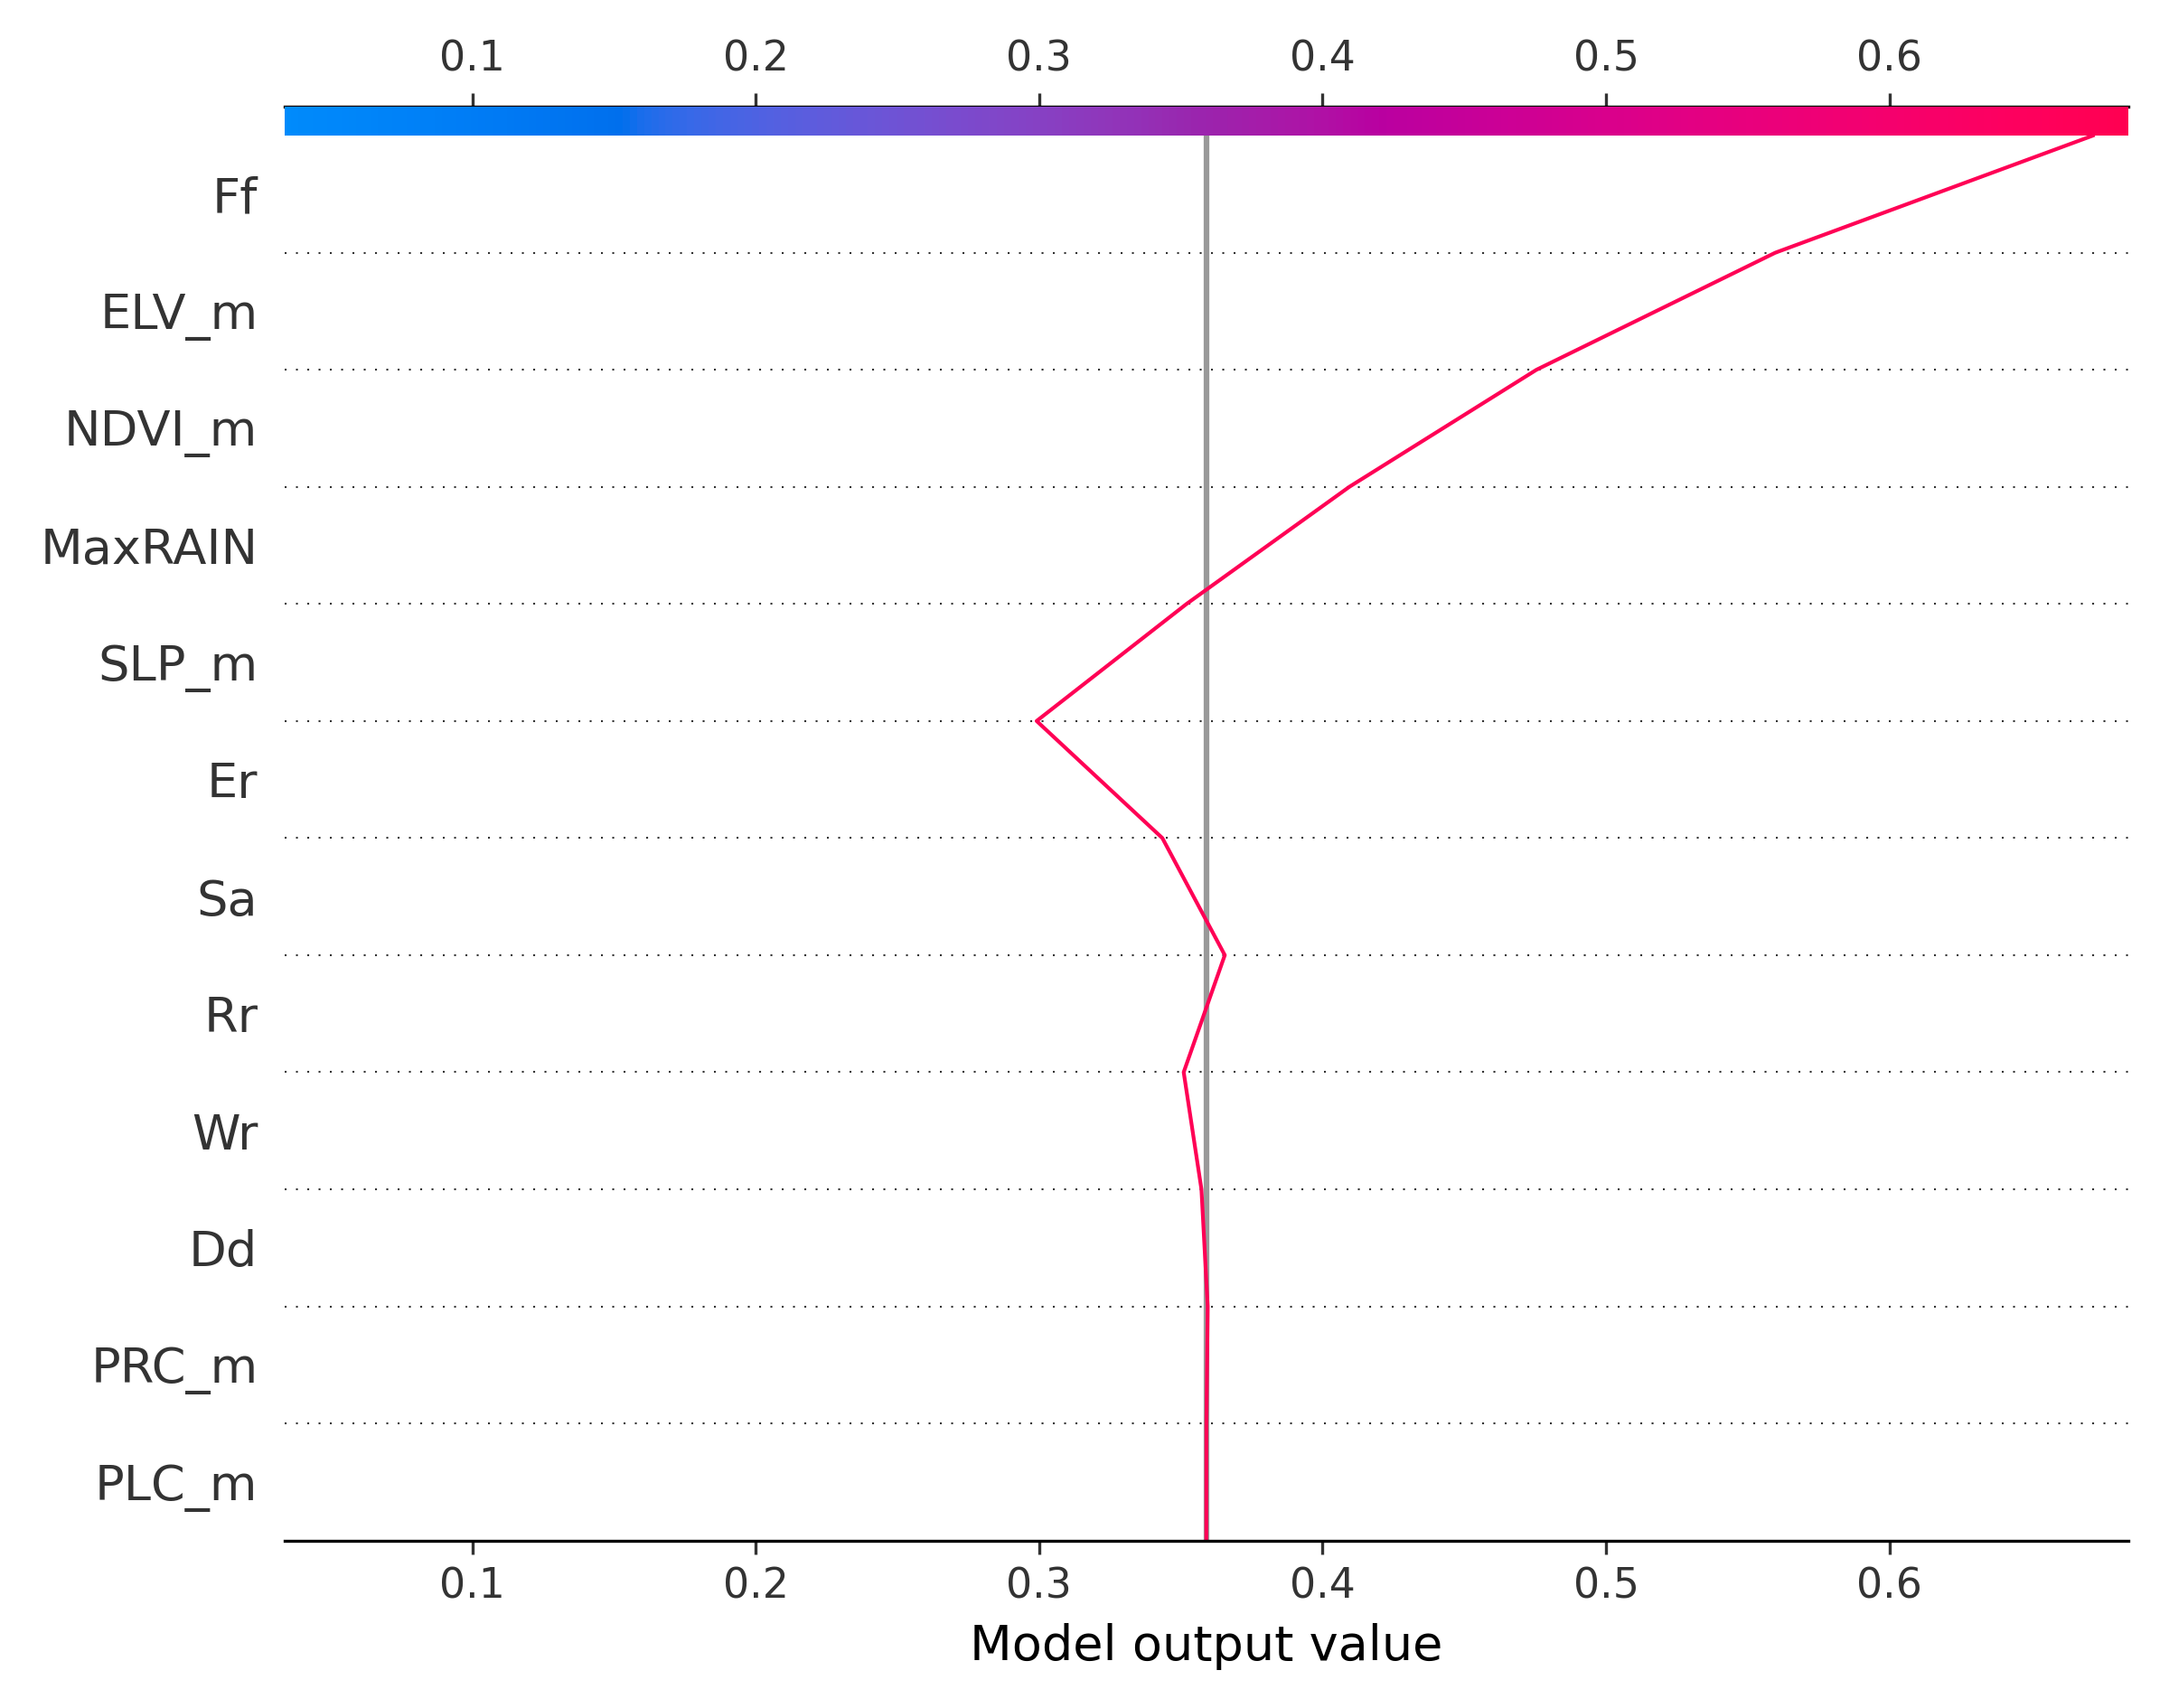 0.1 0.2 0.3 0.4 0.5 0.6
Ff
ELV_m
NDVI_m
MaxRAIN
SLP_m
Er
Sa
Rr
Wr
Dd
PRC_m
PLC_m
0.1 0.2 0.3 0.4 0.5 0.6
Model output value